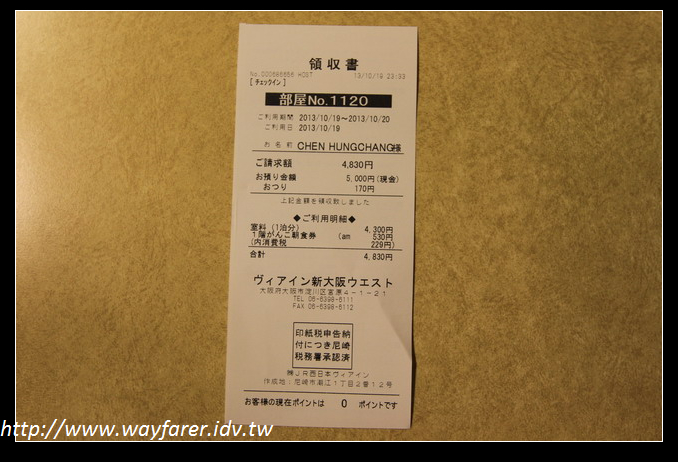 領収書
No.000686656 HOST 13/10/19 23:33
[チェックイン]
部屋No.1120
ご利用期間 2013/10/19～2013/10/20
ご利用日 2013/10/19
お名前 CHEN HUNGCHANG様
ご請求額 4,830円
お預り金額 5,000円(現金)
おつり 170円
上記金額を領収致しました
◆ご利用明細◆
室料(1泊分) 4,300円
1階がんこ朝食券 (am 530円
(内消費税 229円)
合計 4,830円
ヴィアイン新大阪ウエスト
大阪府大阪市淀川区宮原4-1-21
TEL 06-6398-6111
FAX 06-6398-6112
印紙税申告納
付につき尼崎
税務署承認済
㈱JR西日本ヴィアイン
作成地:尼崎市潮江1丁目2番12号
お客様の現在ポイントは 0 ポイントです
http://www.wayfarer.idv.tw